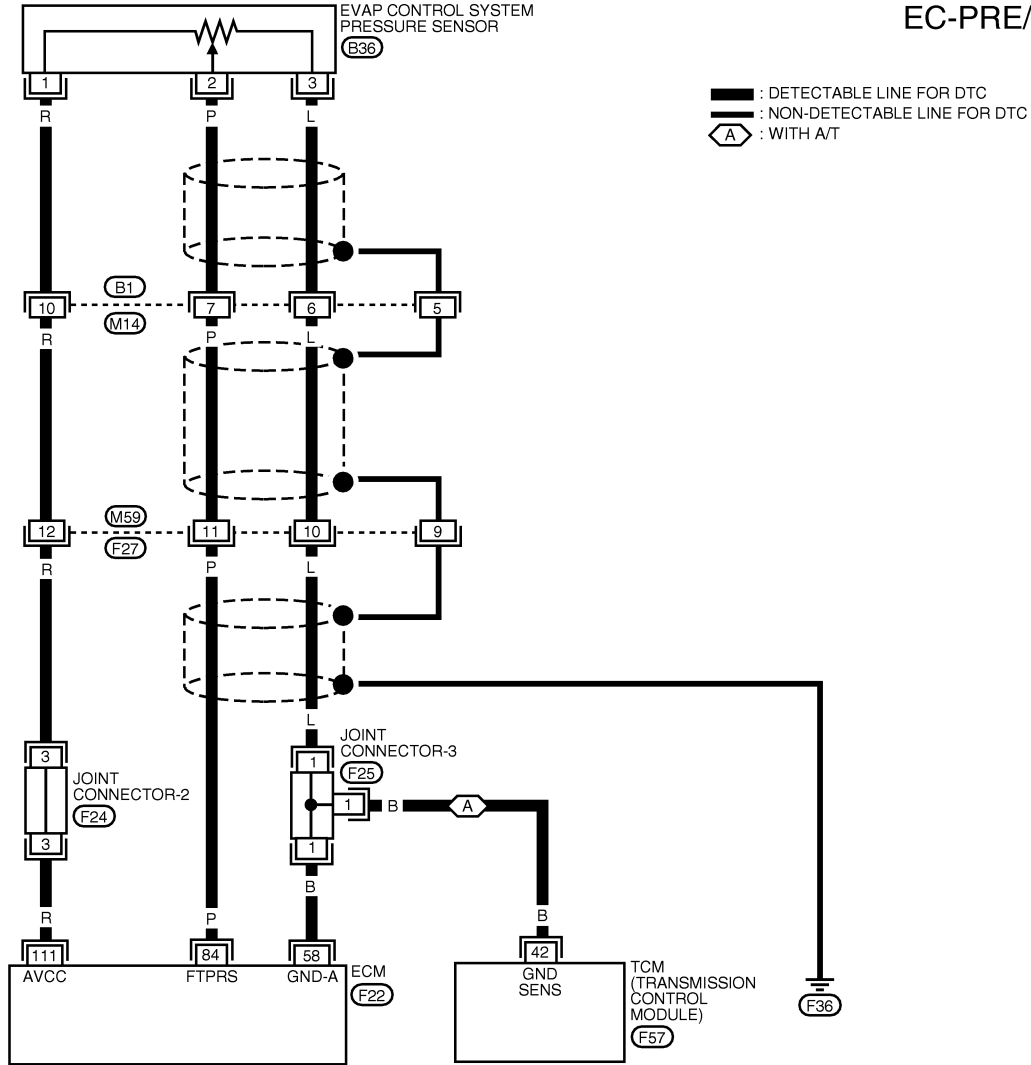 EVAP CONTROL SYSTEM
PRESSURE SENSOR
B36
EC-PRE/
: DETECTABLE LINE FOR DTC
: NON-DETECTABLE LINE FOR DTC
A : WITH A/T
1 2 3
R P L
B1
10 7 6 5
M14
R P L
M59
12 11 10 9
F27
R P L
L
JOINT
CONNECTOR-3
F25
3 1
JOINT
CONNECTOR-2
F24
1 B A
3 1
B
R P B
111 84 58 42
AVCC FTPRS GND-A
ECM
F22
GND
SENS
TCM
(TRANSMISSION
CONTROL
MODULE)
F57
F36